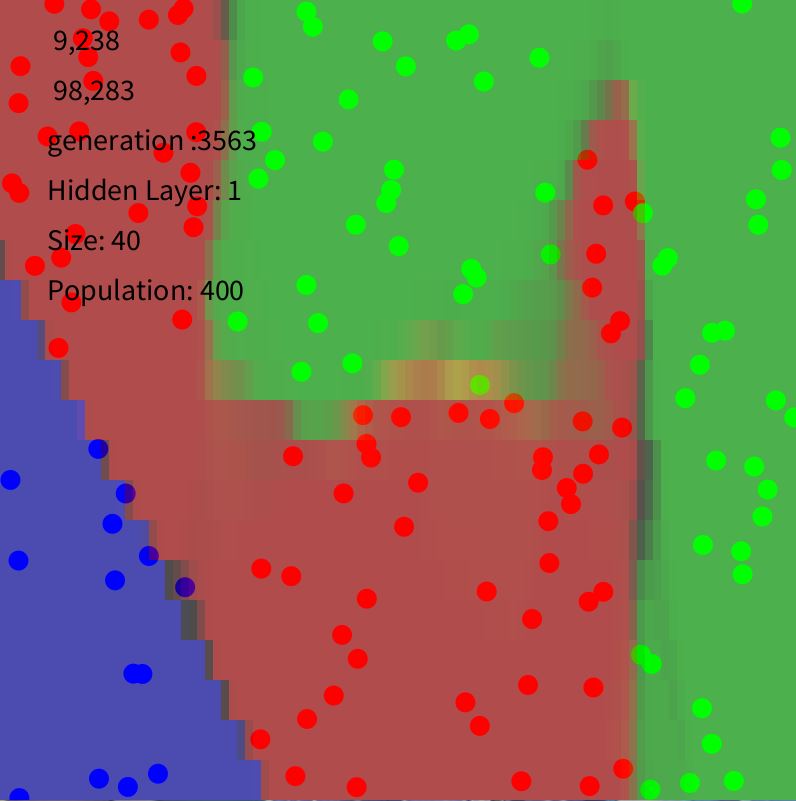 9,238
98,283
generation :3563
Hidden Layer: 1
Size: 40
Population: 400